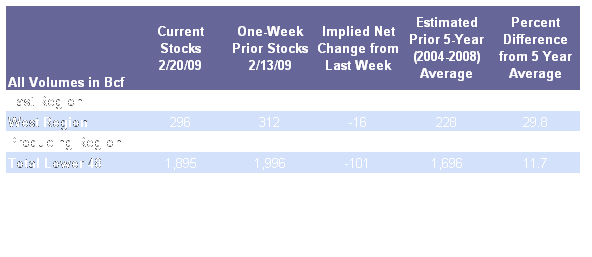 All Volumes in Bcf Current Stocks 2/20/09 One-Week Prior Stocks 2/13/09 Implied Net Change from Last Week Estimated Prior 5-Year (2004-2008) Average Percent Difference from 5 Year Average
East Region
West Region 296 312 -16 228 29.8
Producing Region
Total Lower 48 1,895 1,996 -101 1,696 11.7